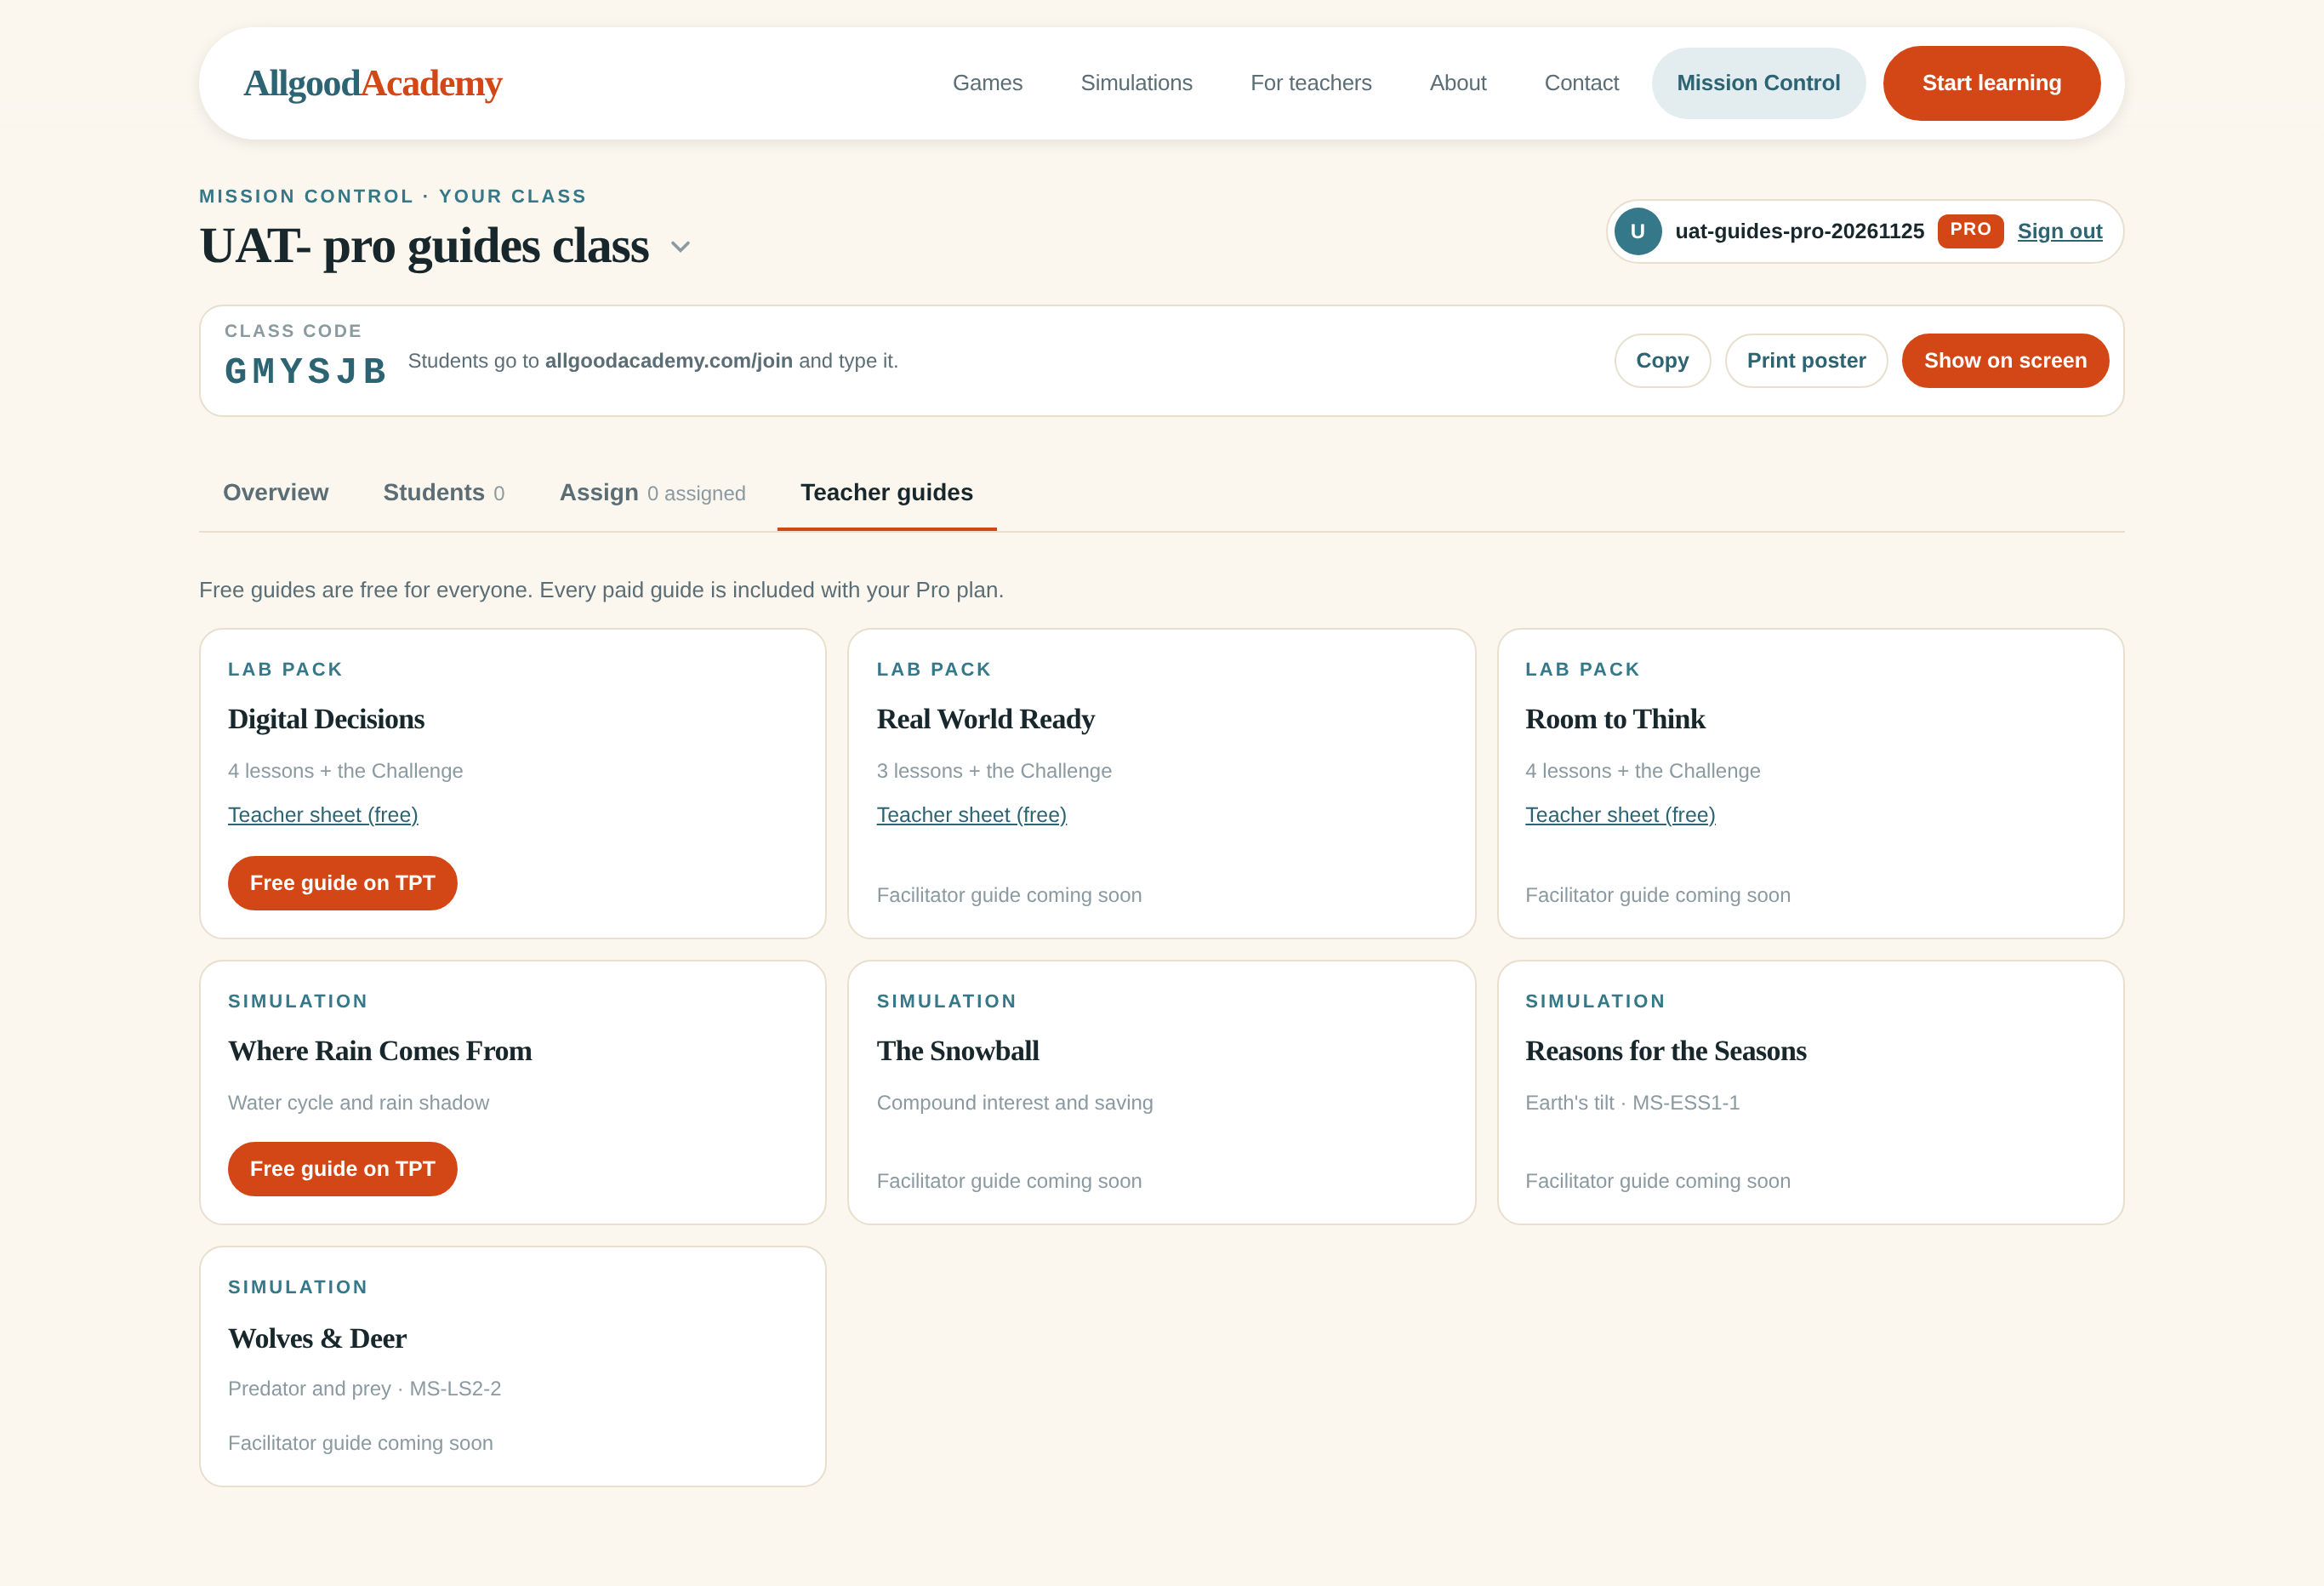 AllgoodAcademy
Games Simulations For teachers About Contact Mission Control Start learning
MISSION CONTROL · YOUR CLASS
UAT- pro guides class
U uat-guides-pro-20261125 PRO Sign out
CLASS CODE
GMYSJB Students go to allgoodacademy.com/join and type it.
Copy Print poster Show on screen
Overview Students 0 Assign 0 assigned Teacher guides
Free guides are free for everyone. Every paid guide is included with your Pro plan.
LAB PACK
Digital Decisions
4 lessons + the Challenge
Teacher sheet (free)
Free guide on TPT
LAB PACK
Real World Ready
3 lessons + the Challenge
Teacher sheet (free)
Facilitator guide coming soon
LAB PACK
Room to Think
4 lessons + the Challenge
Teacher sheet (free)
Facilitator guide coming soon
SIMULATION
Where Rain Comes From
Water cycle and rain shadow
Free guide on TPT
SIMULATION
The Snowball
Compound interest and saving
Facilitator guide coming soon
SIMULATION
Reasons for the Seasons
Earth's tilt · MS-ESS1-1
Facilitator guide coming soon
SIMULATION
Wolves & Deer
Predator and prey · MS-LS2-2
Facilitator guide coming soon